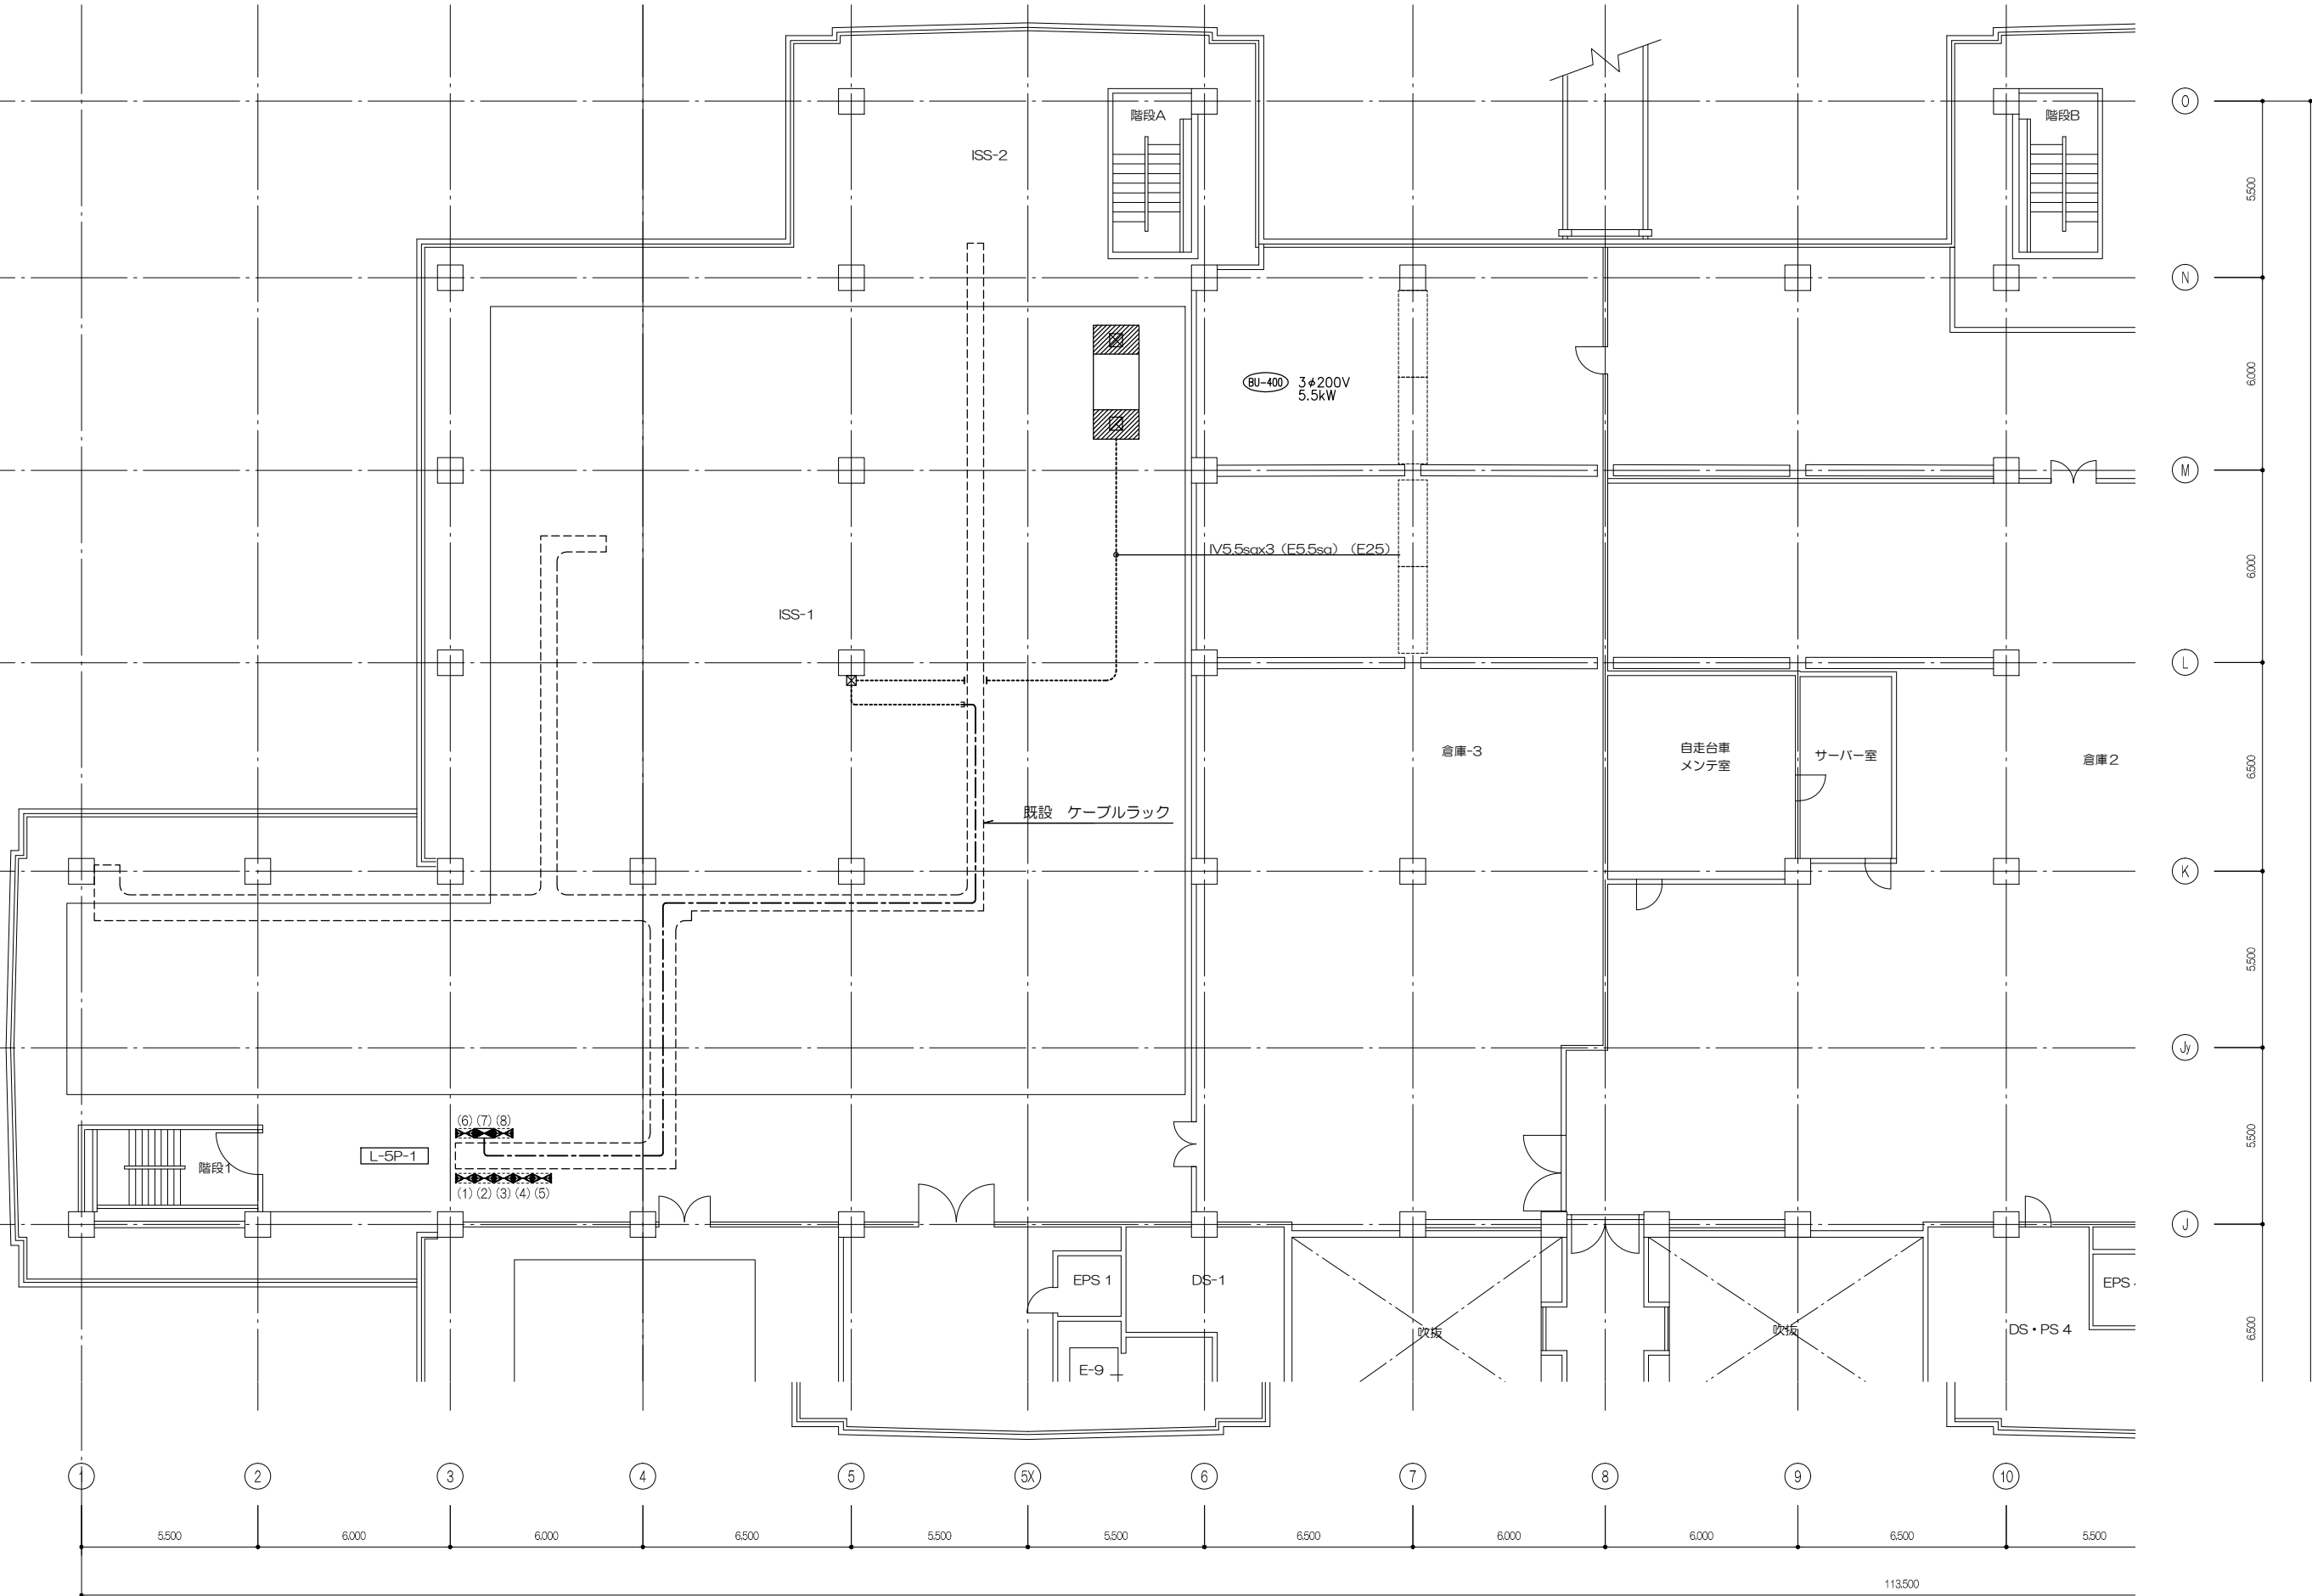 階段A
階段B
O
ISS-2
5.500
N
BU-400
3φ200V
5.5kW
6.000
M
IV5.5sqx3（E5.5sq）（E25）
6.000
ISS-1
L
倉庫-3
自走台車
メンテ室
サーバー室
倉庫2
6.500
既設　ケーブルラック
K
5.500
Jy
(6) (7) (8)
L-5P-1
階段1
5.500
(1) (2) (3) (4) (5)
J
EPS 1
DS-1
EPS
吹抜
吹抜
DS・PS 4
6.500
E-9
1 2 3 4 5 5X 6 7 8 9 10
5.500 6.000 6.000 6.500 5.500 5.500 6.500 6.000 6.000 6.500 5.500
113.500